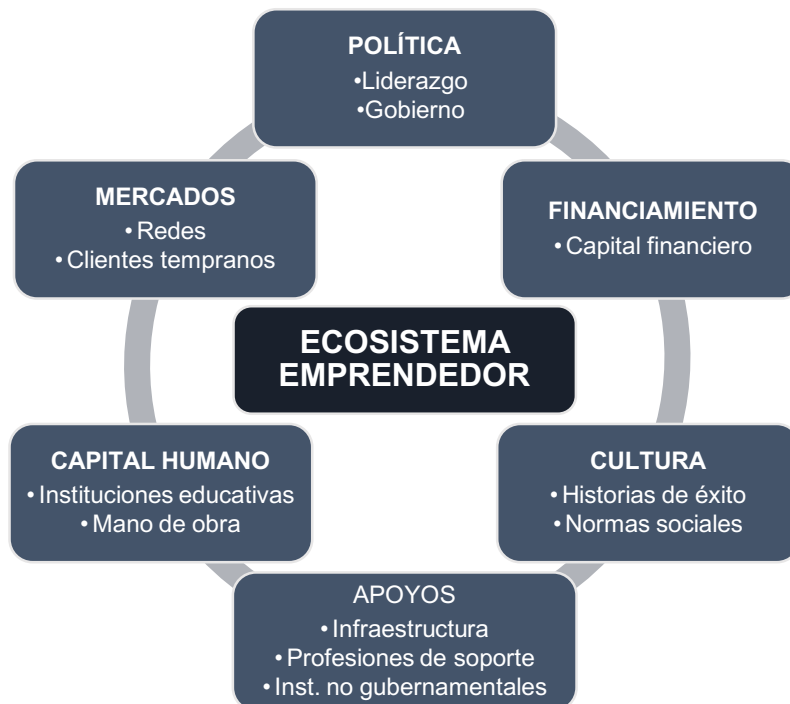 POLÍTICA
•Liderazgo
•Gobierno
MERCADOS
• Redes
• Clientes tempranos
FINANCIAMIENTO
• Capital financiero
ECOSISTEMA
EMPRENDEDOR
CAPITAL HUMANO
• Instituciones educativas
• Mano de obra
CULTURA
• Historias de éxito
• Normas sociales
APOYOS
• Infraestructura
• Profesiones de soporte
• Inst. no gubernamentales